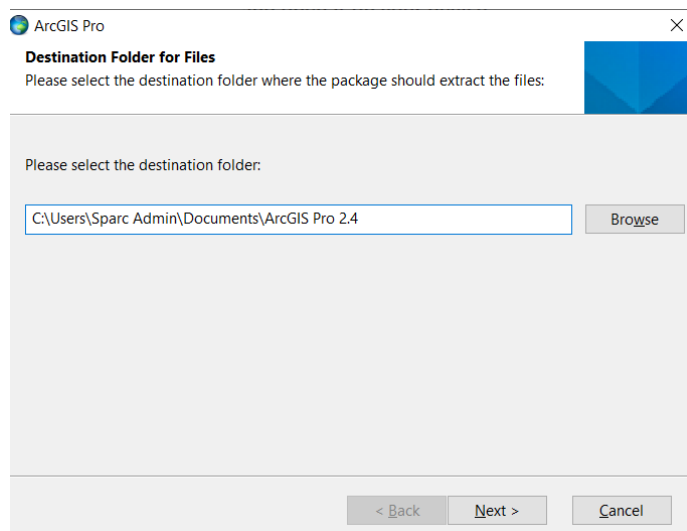 ArcGIS Pro
Destination Folder for Files
Please select the destination folder where the package should extract the files:
Please select the destination folder:
C:\Users\Sparc Admin\Documents\ArcGIS Pro 2.4
Browse
< Back
Next >
Cancel